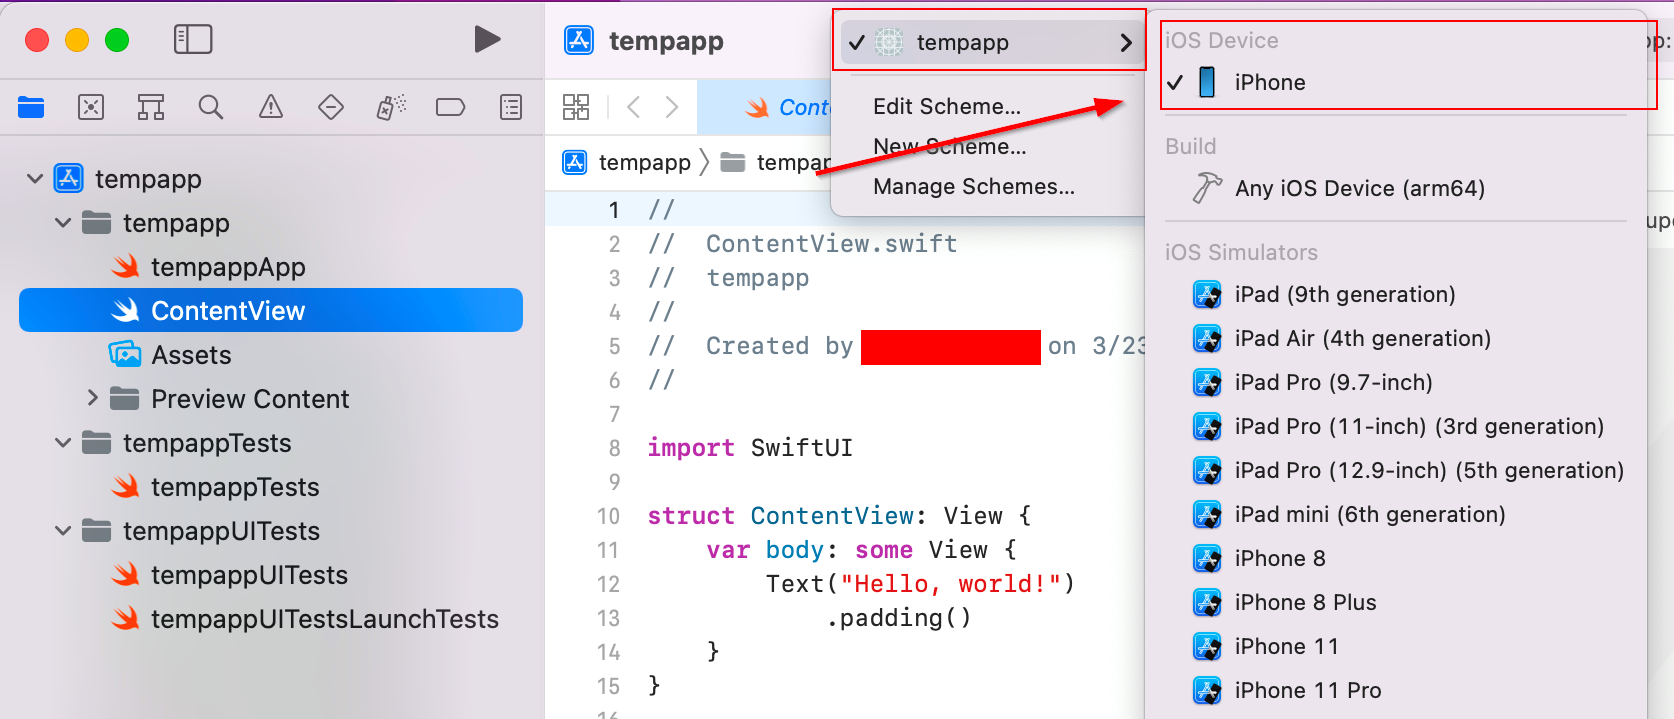 tempapp
tempapp
tempapp
tempappApp
ContentView
Assets
Preview Content
tempappTests
tempappTests
tempappUITests
tempappUITests
tempappUITestsLaunchTests
tempapp
Edit Scheme...
New Scheme...
Manage Schemes...
iOS Device
iPhone
Build
Any iOS Device (arm64)
iOS Simulators
iPad (9th generation)
iPad Air (4th generation)
iPad Pro (9.7-inch)
iPad Pro (11-inch) (3rd generation)
iPad Pro (12.9-inch) (5th generation)
iPad mini (6th generation)
iPhone 8
iPhone 8 Plus
iPhone 11
iPhone 11 Pro
tempapp
1 //
2 // ContentView.swift
3 // tempapp
4 //
5 // Created by on 3/23
6 //
7
8 import SwiftUI
9
10 struct ContentView: View {
11 var body: some View {
12 Text("Hello, world!")
13 .padding()
14 }
15 }